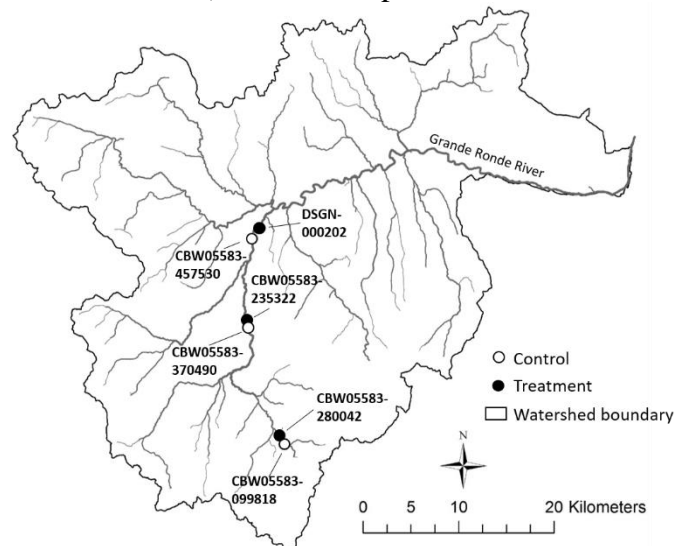 Grande Ronde River
DSGN-
000202
CBW05583-
457530
CBW05583-
235322
CBW05583-
370490
Control
Treatment
Watershed boundary
CBW05583-
280042
CBW05583-
099818
N
0 5 10 20 Kilometers